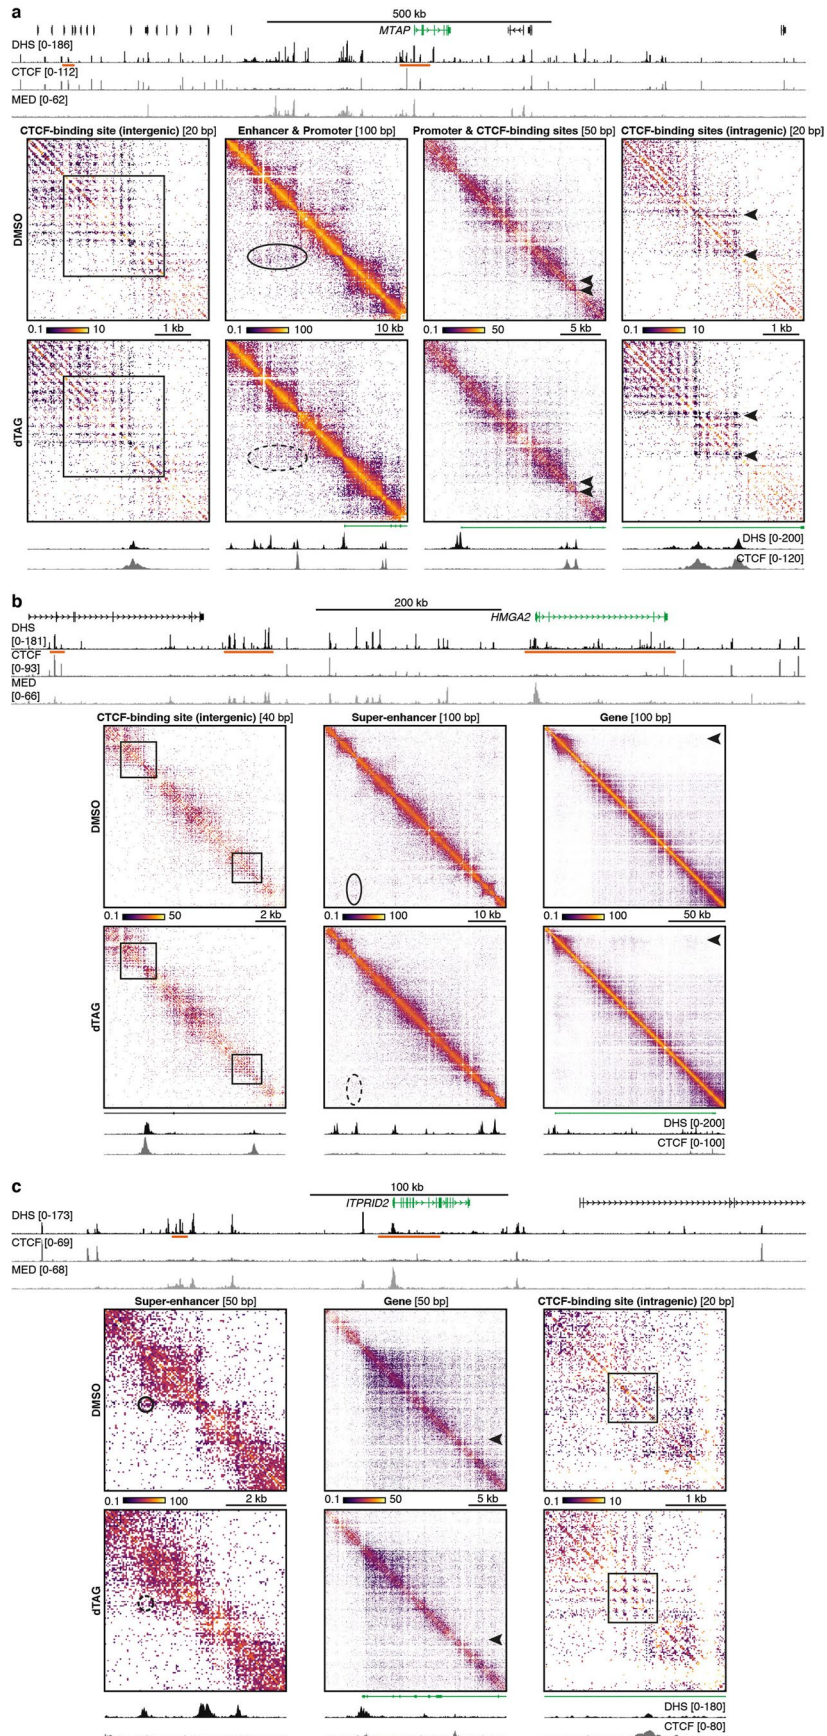 a
500 kb
MTAP
DHS [0-186]
CTCF [0-112]
MED [0-62]
CTCF-binding site (intergenic) [20 bp]
Enhancer & Promoter [100 bp]
Promoter & CTCF-binding sites [50 bp]
CTCF-binding sites (intragenic) [20 bp]
DMSO
0.1 10 1 kb
0.1 100 10 kb
0.1 50 5 kb
0.1 10 1 kb
dTAG
DHS [0-200]
CTCF [0-120]
b
200 kb
HMGA2
DHS
[0-181]
CTCF
[0-93]
MED
[0-66]
CTCF-binding site (intergenic) [40 bp]
Super-enhancer [100 bp]
Gene [100 bp]
DMSO
0.1 50 2 kb
0.1 100 10 kb
0.1 100 50 kb
dTAG
DHS [0-200]
CTCF [0-100]
c
100 kb
ITPRID2
DHS [0-173]
CTCF [0-69]
MED [0-68]
Super-enhancer [50 bp]
Gene [50 bp]
CTCF-binding site (intragenic) [20 bp]
DMSO
0.1 100 2 kb
0.1 50 5 kb
0.1 10 1 kb
dTAG
DHS [0-180]
CTCF [0-80]